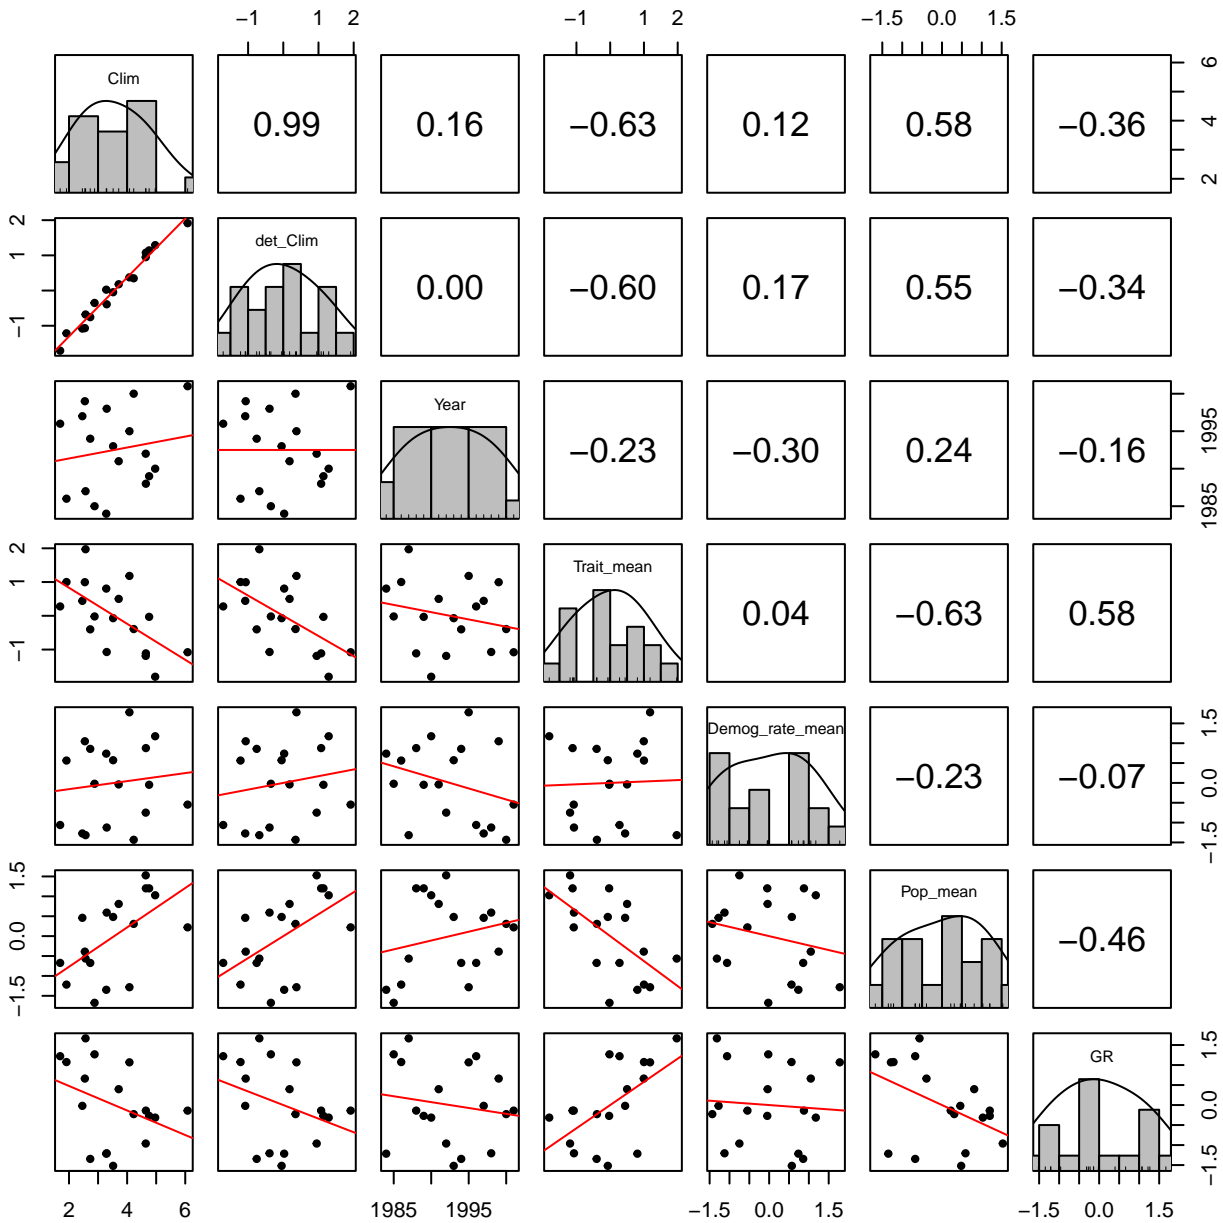 −1 1 2 −1 1 2 −1.5 0.0 1.5
Clim 0.99 0.16 −0.63 0.12 0.58 −0.36
2 4 6
det_Clim 0.00 −0.60 0.17 0.55 −0.34
−1 1 2
Year −0.23 −0.30 0.24 −0.16
1985 1995
Trait_mean 0.04 −0.63 0.58
−1 1 2
Demog_rate_mean −0.23 −0.07
−1.5 0.0 1.5
Pop_mean −0.46
−1.5 0.0 1.5
GR
−1.5 0.0 1.5
2 4 6 1985 1995 −1.5 0.0 1.5 −1.5 0.0 1.5